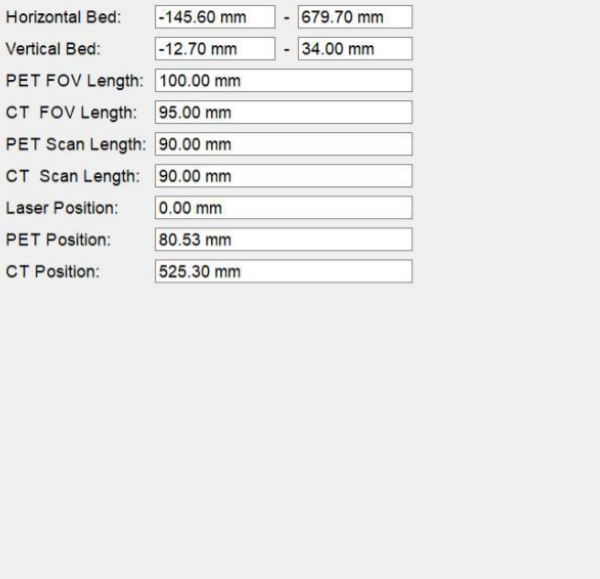 Horizontal Bed: -145.60 mm - 679.70 mm
Vertical Bed: -12.70 mm - 34.00 mm
PET FOV Length: 100.00 mm
CT FOV Length: 95.00 mm
PET Scan Length: 90.00 mm
CT Scan Length: 90.00 mm
Laser Position: 0.00 mm
PET Position: 80.53 mm
CT Position: 525.30 mm